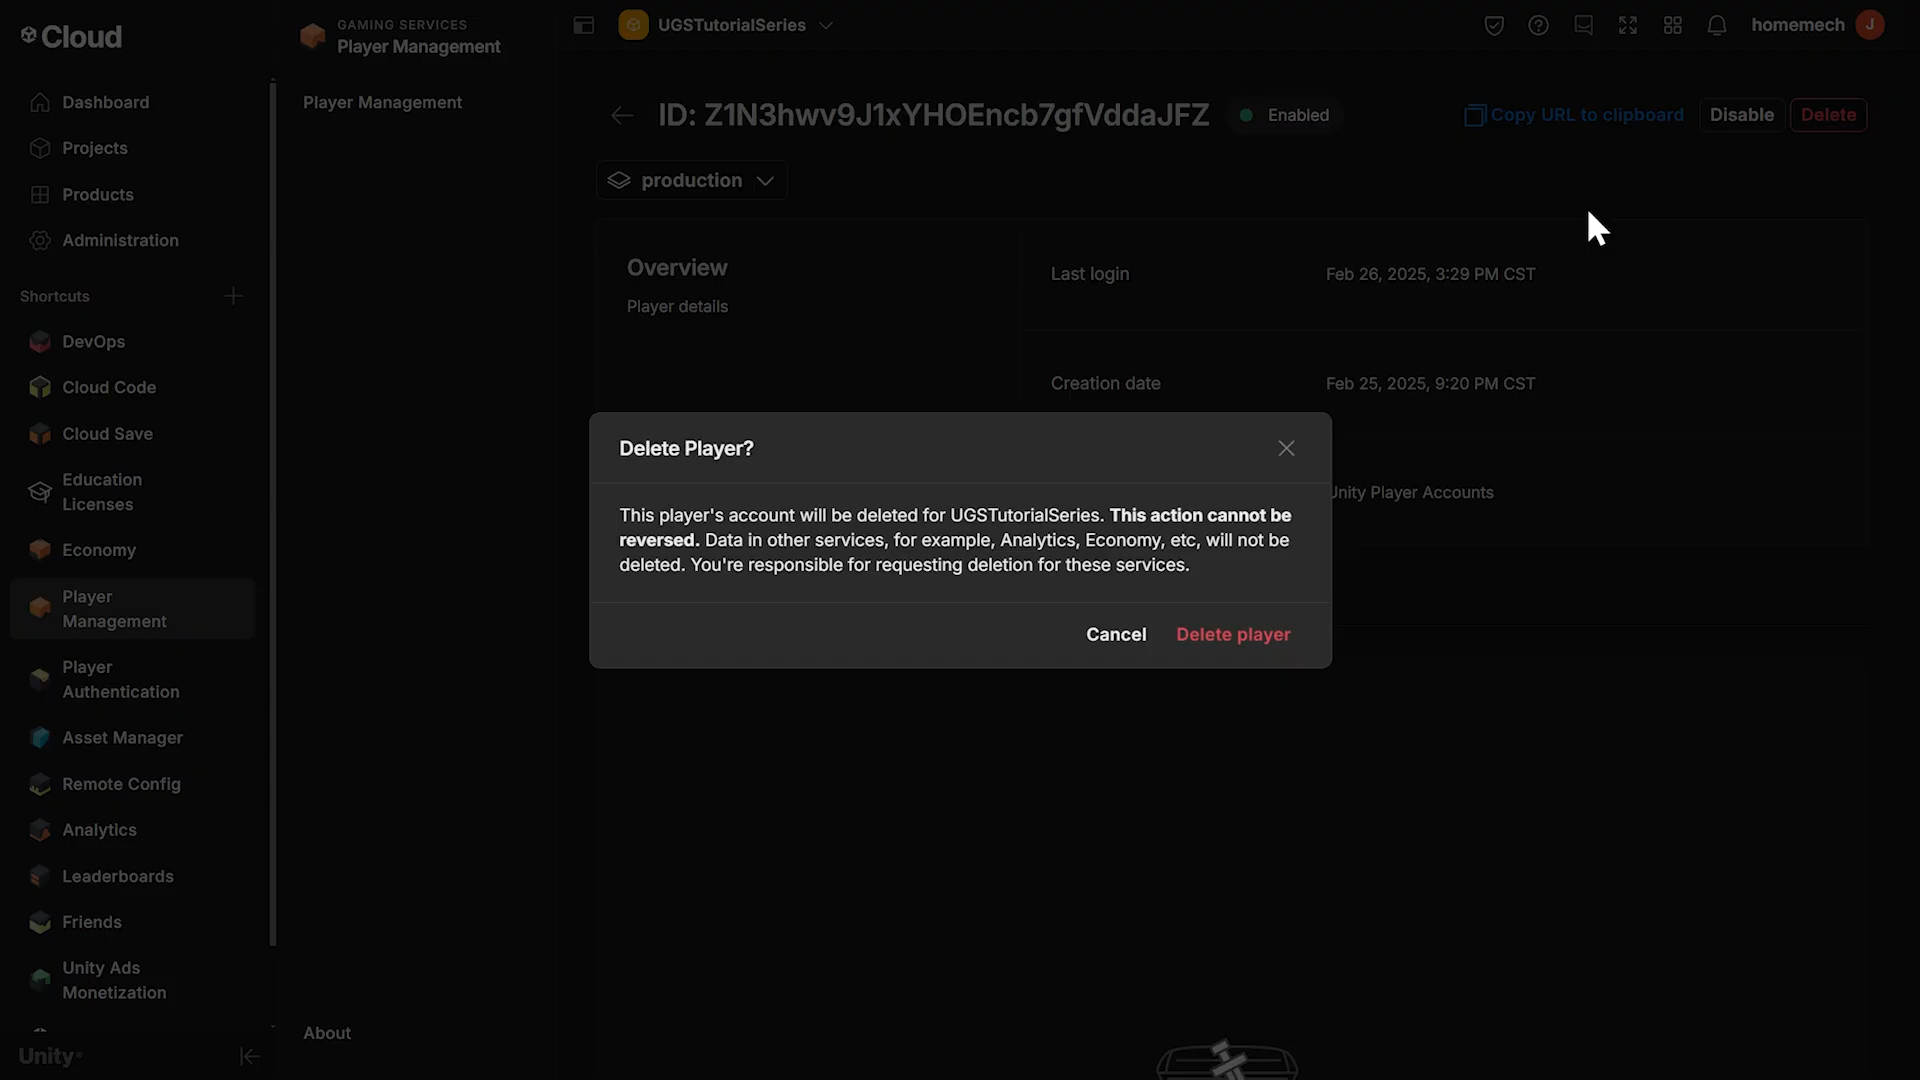 Cloud
Dashboard
Projects
Products
Administration
Shortcuts
DevOps
Cloud Code
Cloud Save
Education
Licenses
Economy
Player
Management
Player
Authentication
Asset Manager
Remote Config
Analytics
Leaderboards
Friends
Unity Ads
Monetization
Unity
GAMING SERVICES
Player Management
Player Management
About
UGSTutorialSeries
homemech J
ID: Z1N3hwv9J1xYHOEncb7gfVddaJFZ
Enabled
Copy URL to clipboard
Disable
Delete
production
Overview
Player details
Last login
Feb 26, 2025, 3:29 PM CST
Creation date
Feb 25, 2025, 9:20 PM CST
Unity Player Accounts
Delete Player?
This player's account will be deleted for UGSTutorialSeries. This action cannot be
reversed. Data in other services, for example, Analytics, Economy, etc, will not be
deleted. You're responsible for requesting deletion for these services.
Cancel
Delete player